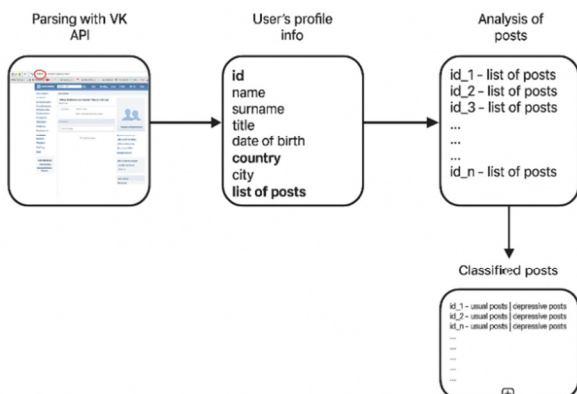 Parsing with VK
API
User's profile
info
id
name
surname
title
date of birth
country
city
list of posts
Analysis of
posts
id_1 – list of posts
id_2 – list of posts
id_3 – list of posts
...
...
...
id_n – list of posts
Classified posts
id_1 – usual posts | depressive posts
id_2 – usual posts | depressive posts
id_n – usual posts | depressive posts
...
...
...
...
...